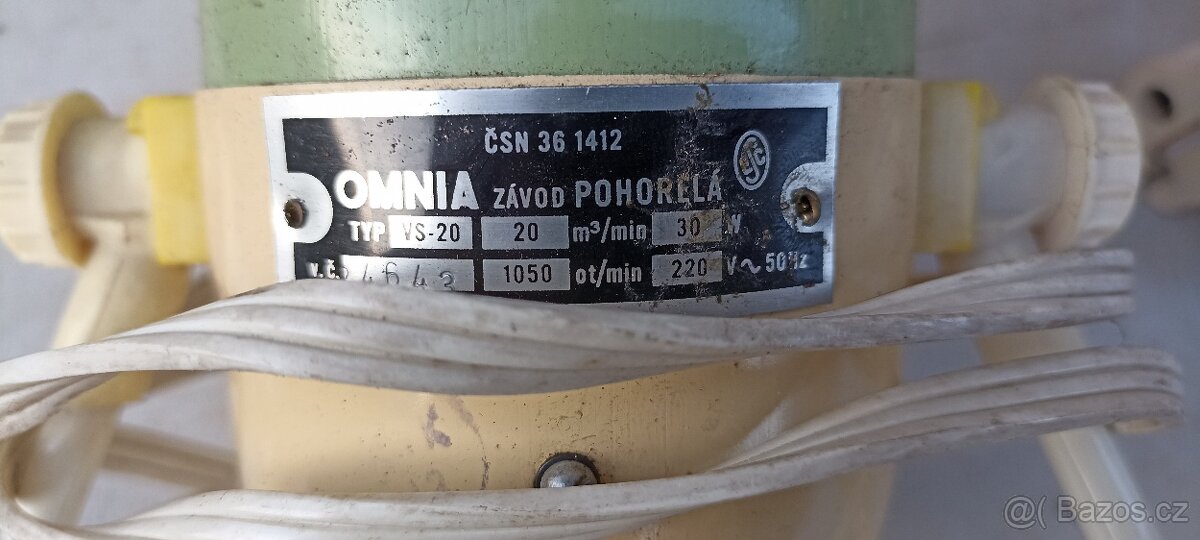 ČSN 36 1412
OMNIA ZÁVOD POHORELÁ
TYP VS-20 20 m³/min 30 W
v.č. 4643 1050 ot/min 220 V~50Hz
@ Bazos.cz